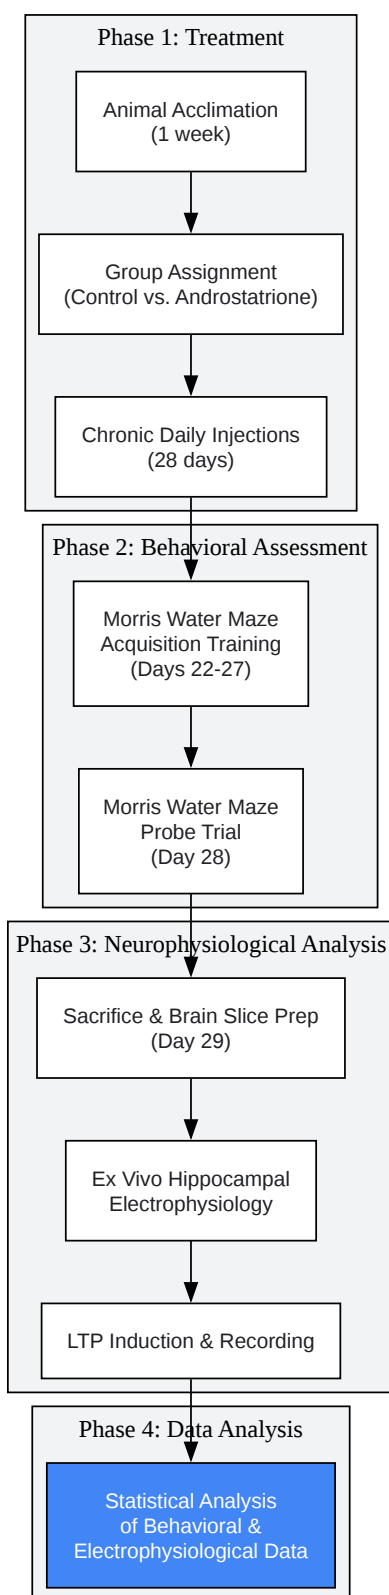 Phase 1: Treatment
Animal Acclimation
(1 week)
Group Assignment
(Control vs. Androstatrione)
Chronic Daily Injections
(28 days)
Phase 2: Behavioral Assessment
Morris Water Maze
Acquisition Training
(Days 22-27)
Morris Water Maze
Probe Trial
(Day 28)
Phase 3: Neurophysiological Analysis
Sacrifice & Brain Slice Prep
(Day 29)
Ex Vivo Hippocampal
Electrophysiology
LTP Induction & Recording
Phase 4: Data Analysis
Statistical Analysis
of Behavioral &
Electrophysiological Data